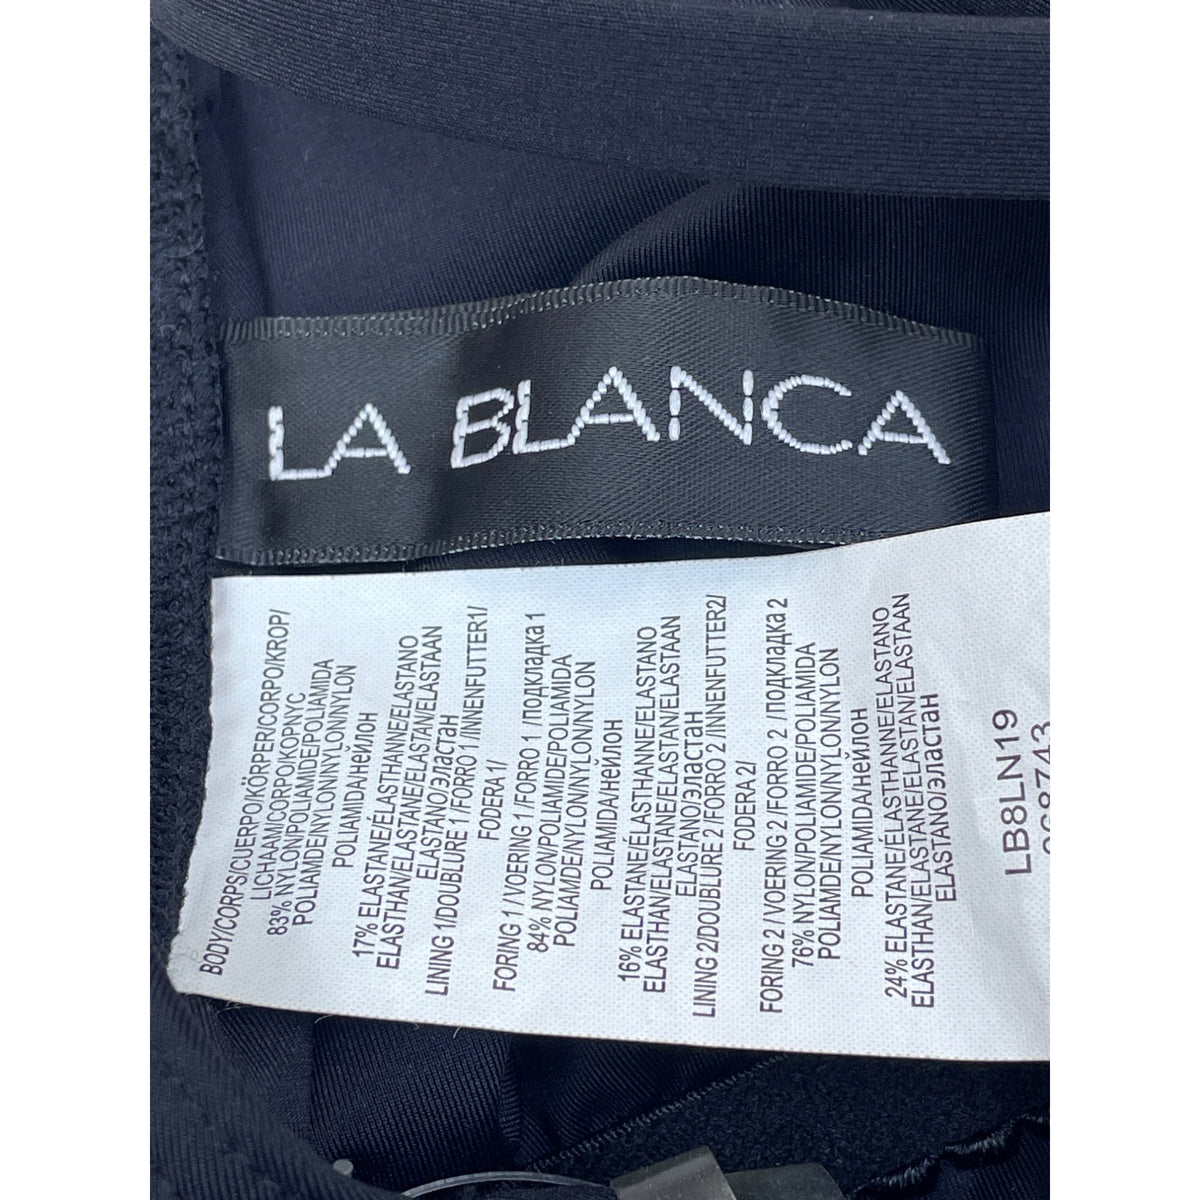 LA BLANCA
BODY/CORPS/CUERPO/KÖRPER/CORPO/KROP/
LICHAAM/CORPO/КОРПУС
83% NYLON/POLIAMIDE/POLIAMIDA
POLIAMIDE/NYLON/NYLON/NYLON
POLIAMIDA/нейлон
17% ELASTANE/ÉLASTHANNE/ELASTANO
ELASTHAN/ELASTANE/ELASTAN/ELASTAAN
ELASTANO/эластан
LINING 1/DOUBLURE 1/FORRO 1/INNENFUTTER1/
FODERA 1/
FORING 1/VOERING 1/FORRO 1 /подкладка 1
84% NYLON/POLYAMIDE/POLIAMIDA
POLIAMDE/NYLON/NYLON/NYLON
POLIAMIDA/нейлон
16% ELASTANE/ÉLASTHANNE/ELASTANO
ELASTHAN/ELASTANE/ELASTAN/ELASTAAN
ELASTANO/эластан
LINING 2/DOUBLURE 2/FORRO 2/INNENFUTTER2/
FODERA 2/
FORING 2/VOERING 2/FORRO 2 /подкладка 2
76% NYLON/POLYAMIDE/POLIAMIDA
POLIAMIDE/NYLON/NYLON/NYLON
POLIAMIDA/нейлон
24% ELASTANE/ÉLASTHANNE/ELASTANO
ELASTHAN/ELASTANE/ELASTAN/ELASTAAN
ELASTANO/эластан
LB8LN19